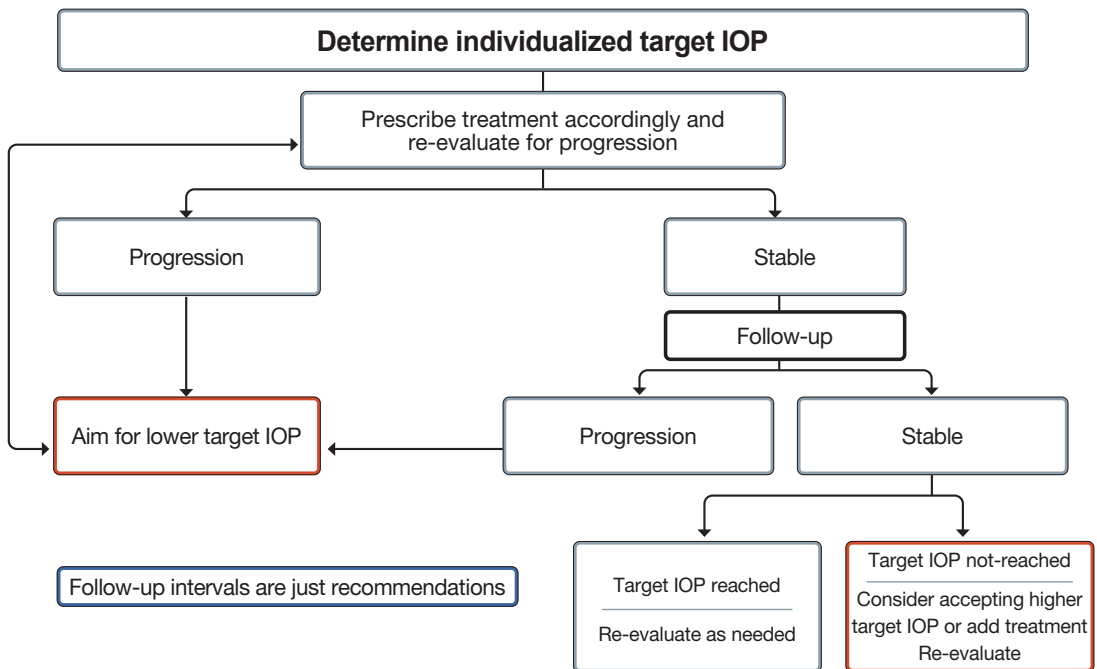 Determine individualized target IOP
Prescribe treatment accordingly and
re-evaluate for progression
Progression
Stable
Follow-up
Aim for lower target IOP
Progression
Stable
Follow-up intervals are just recommendations
Target IOP reached
Re-evaluate as needed
Target IOP not-reached
Consider accepting higher
target IOP or add treatment
Re-evaluate